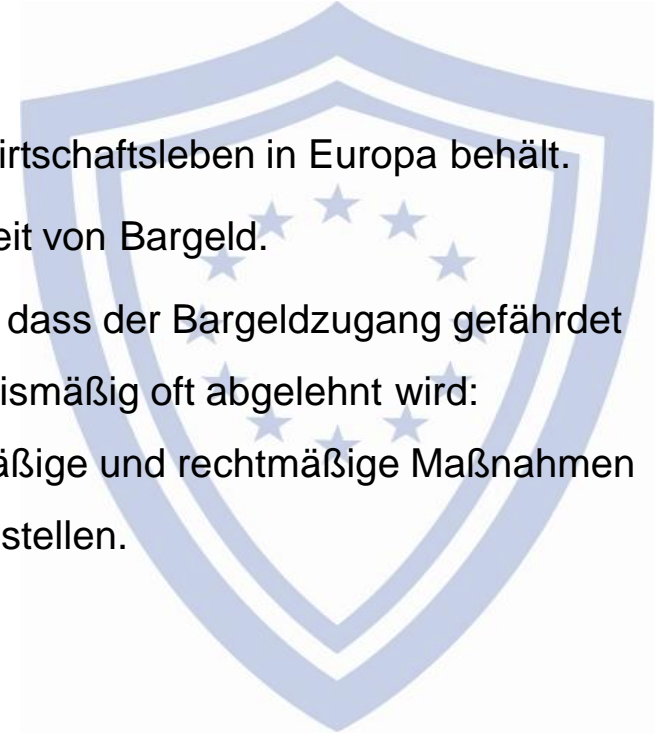 irtschaftsleben in Europa behält.
eit von Bargeld.
dass der Bargeldzugang gefährdet
ismäßig oft abgelehnt wird:
äßige und rechtmäßige Maßnahmen
stellen.